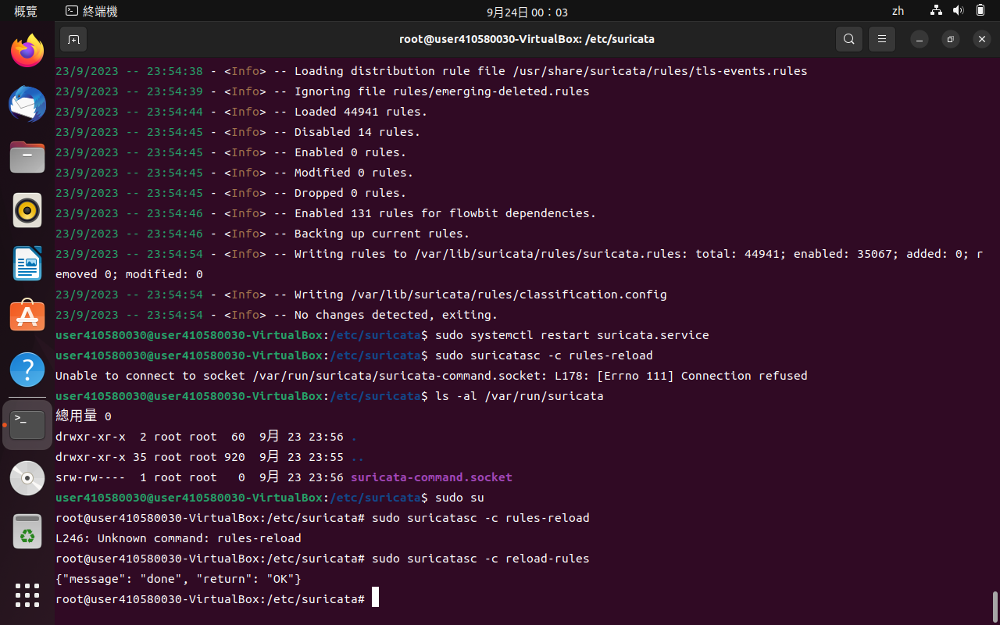 概覽 終端機 9月24日 00：03 zh
root@user410580030-VirtualBox: /etc/suricata
23/9/2023 -- 23:54:38 - <Info> -- Loading distribution rule file /usr/share/suricata/rules/tls-events.rules
23/9/2023 -- 23:54:39 - <Info> -- Ignoring file rules/emerging-deleted.rules
23/9/2023 -- 23:54:44 - <Info> -- Loaded 44941 rules.
23/9/2023 -- 23:54:45 - <Info> -- Disabled 14 rules.
23/9/2023 -- 23:54:45 - <Info> -- Enabled 0 rules.
23/9/2023 -- 23:54:45 - <Info> -- Modified 0 rules.
23/9/2023 -- 23:54:45 - <Info> -- Dropped 0 rules.
23/9/2023 -- 23:54:46 - <Info> -- Enabled 131 rules for flowbit dependencies.
23/9/2023 -- 23:54:46 - <Info> -- Backing up current rules.
23/9/2023 -- 23:54:54 - <Info> -- Writing rules to /var/lib/suricata/rules/suricata.rules: total: 44941; enabled: 35067; added: 0; r
emoved 0; modified: 0
23/9/2023 -- 23:54:54 - <Info> -- Writing /var/lib/suricata/rules/classification.config
23/9/2023 -- 23:54:54 - <Info> -- No changes detected, exiting.
user410580030@user410580030-VirtualBox:/etc/suricata$ sudo systemctl restart suricata.service
user410580030@user410580030-VirtualBox:/etc/suricata$ sudo suricatasc -c rules-reload
Unable to connect to socket /var/run/suricata/suricata-command.socket: L178: [Errno 111] Connection refused
user410580030@user410580030-VirtualBox:/etc/suricata$ ls -al /var/run/suricata
總用量 0
drwxr-xr-x  2 root root  60  9月 23 23:56 .
drwxr-xr-x 35 root root 920  9月 23 23:55 ..
srw-rw----  1 root root   0  9月 23 23:56 suricata-command.socket
user410580030@user410580030-VirtualBox:/etc/suricata$ sudo su
root@user410580030-VirtualBox:/etc/suricata# sudo suricatasc -c rules-reload
L246: Unknown command: rules-reload
root@user410580030-VirtualBox:/etc/suricata# sudo suricatasc -c reload-rules
{"message": "done", "return": "OK"}
root@user410580030-VirtualBox:/etc/suricata#